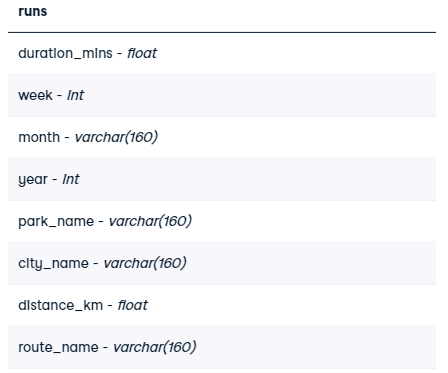 runs
duration_mins - float
week - int
month - varchar(160)
year - int
park_name - varchar(160)
city_name - varchar(160)
distance_km - float
route_name - varchar(160)